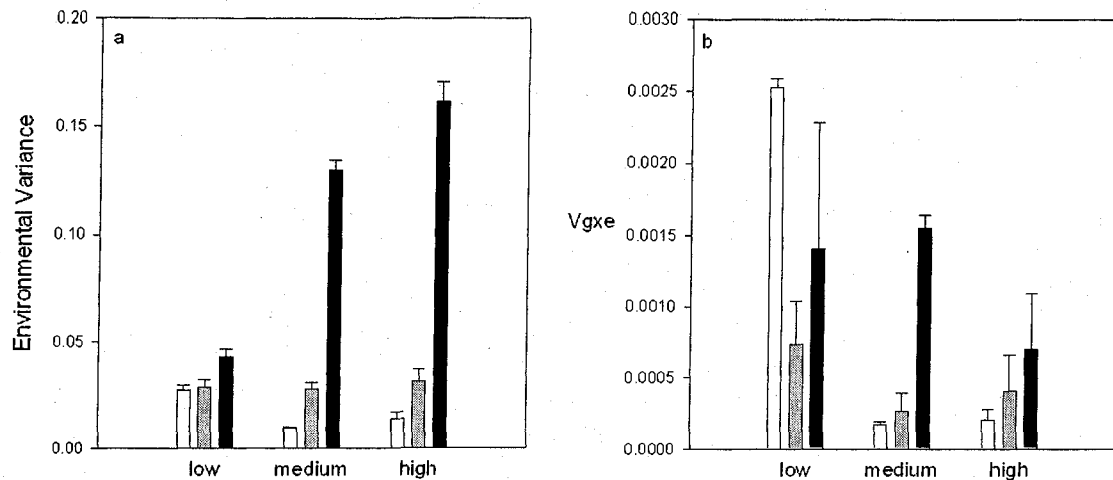 a
Environmental Variance
0.20
0.15
0.10
0.05
0.00
low medium high
b
Vgxe
0.0030
0.0025
0.0020
0.0015
0.0010
0.0005
0.0000
low medium high